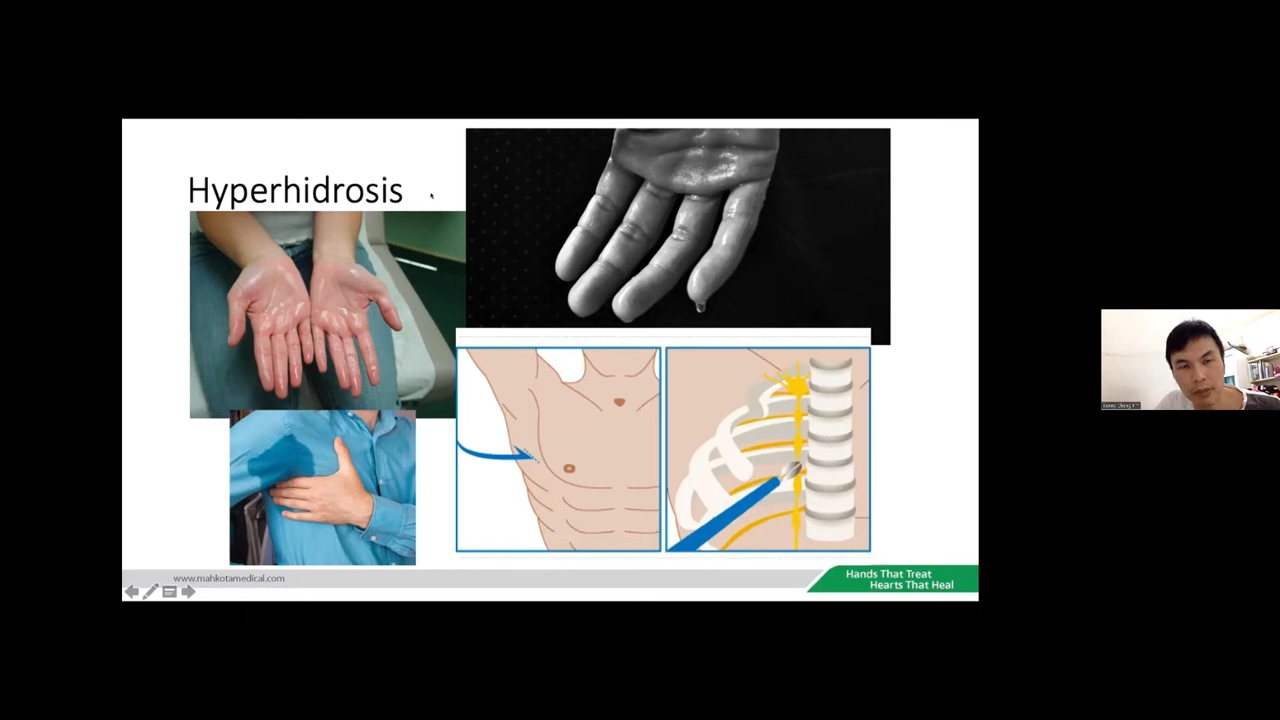 Hyperhidrosis
www.mahkotamedical.com
Hands That Treat
Hearts That Heal